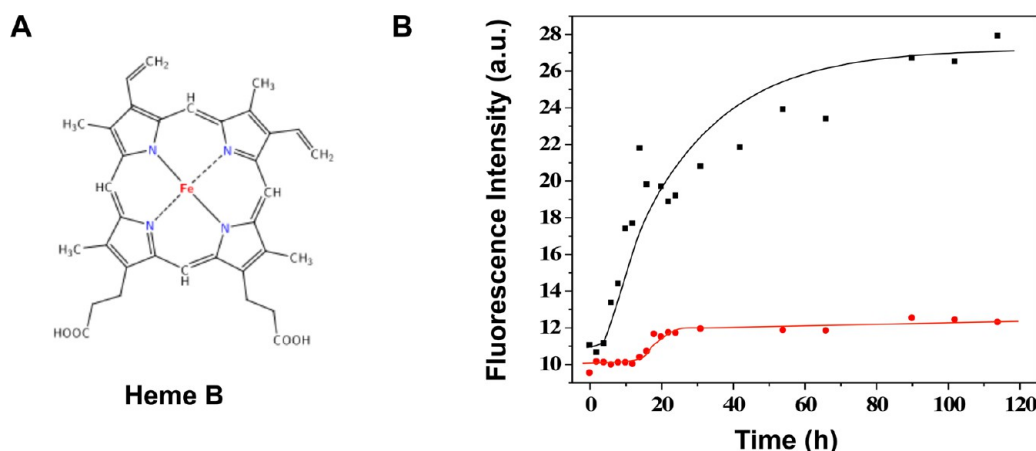 A
CH₂
CH₃
H₃C
H
C
N
N
CH₂
HC
Fe
CH
N
N
H₃C
CH₃
C
H
HOOC
COOH
Heme B
B
Fluorescence Intensity (a.u.)
28
26
24
22
20
18
16
14
12
10
0
20
40
60
80
100
120
Time (h)